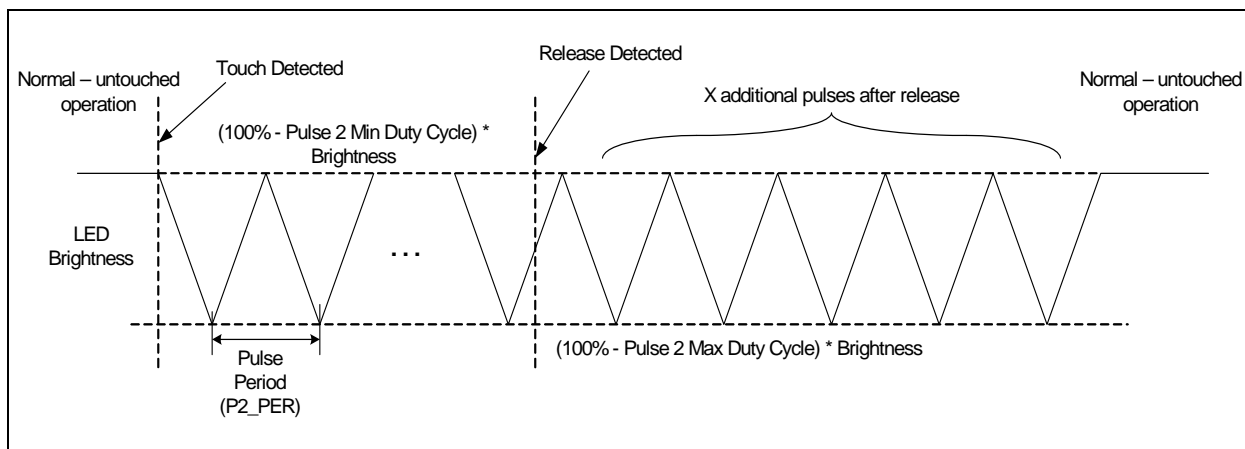 Normal – untouched
operation
Touch Detected
Release Detected
X additional pulses after release
Normal – untouched
operation
(100% - Pulse 2 Min Duty Cycle) *
Brightness
LED
Brightness
. . .
Pulse
Period
(P2_PER)
(100% - Pulse 2 Max Duty Cycle) * Brightness